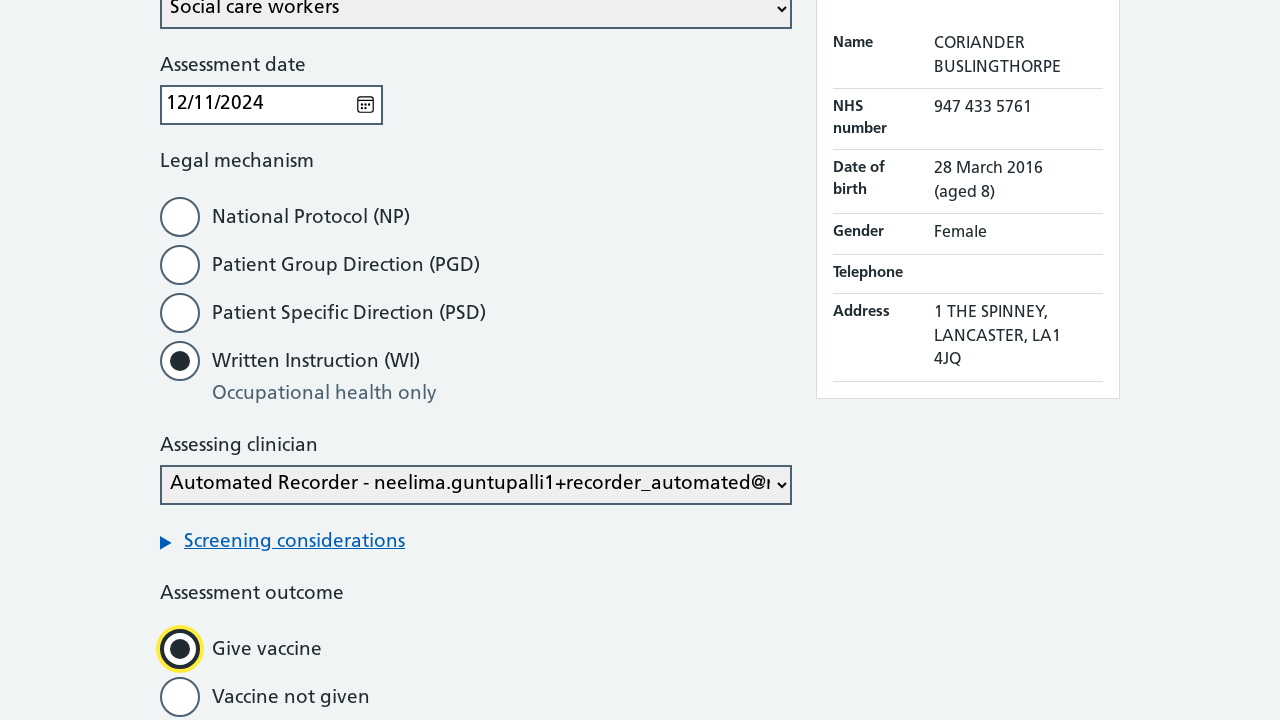 Social care workers
Assessment date
12/11/2024
Legal mechanism
National Protocol (NP)
Patient Group Direction (PGD)
Patient Specific Direction (PSD)
Written Instruction (WI)
Occupational health only
Assessing clinician
Automated Recorder - neelima.guntupalli1+recorder_automated@
Screening considerations
Assessment outcome
Give vaccine
Vaccine not given
Name CORIANDER
BUSLINGTHORPE
NHS 947 433 5761
number
Date of 28 March 2016
birth (aged 8)
Gender Female
Telephone
Address 1 THE SPINNEY,
LANCASTER, LA1
4JQ